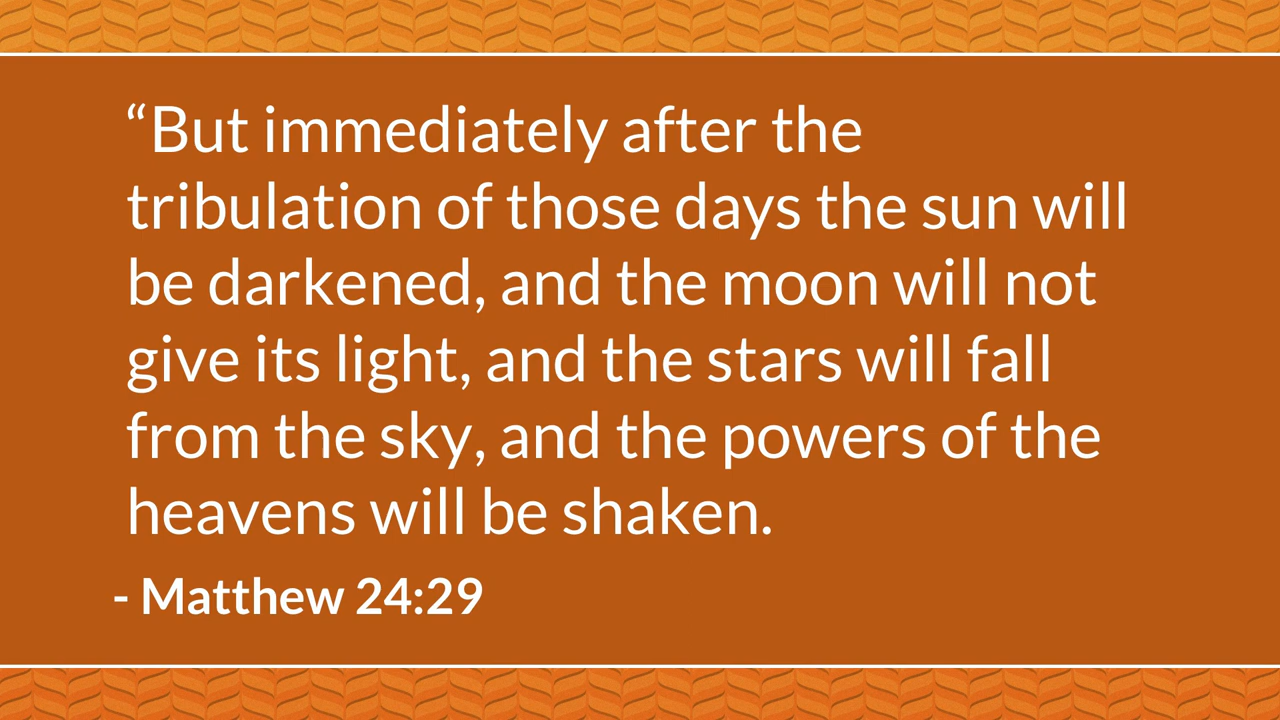 “But immediately after the
tribulation of those days the sun will
be darkened, and the moon will not
give its light, and the stars will fall
from the sky, and the powers of the
heavens will be shaken.
- Matthew 24:29